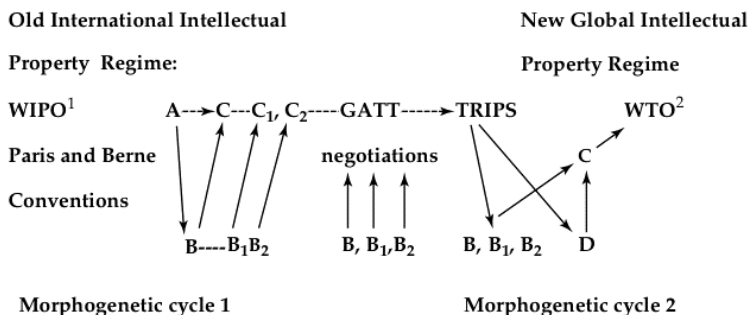 Old International Intellectual New Global Intellectual
Property Regime: Property Regime
WIPO¹ A C C₁, C₂ GATT TRIPS WTO²
Paris and Berne negotiations C
Conventions
B B₁B₂ B, B₁,B₂ B, B₁, B₂ D
Morphogenetic cycle 1 Morphogenetic cycle 2